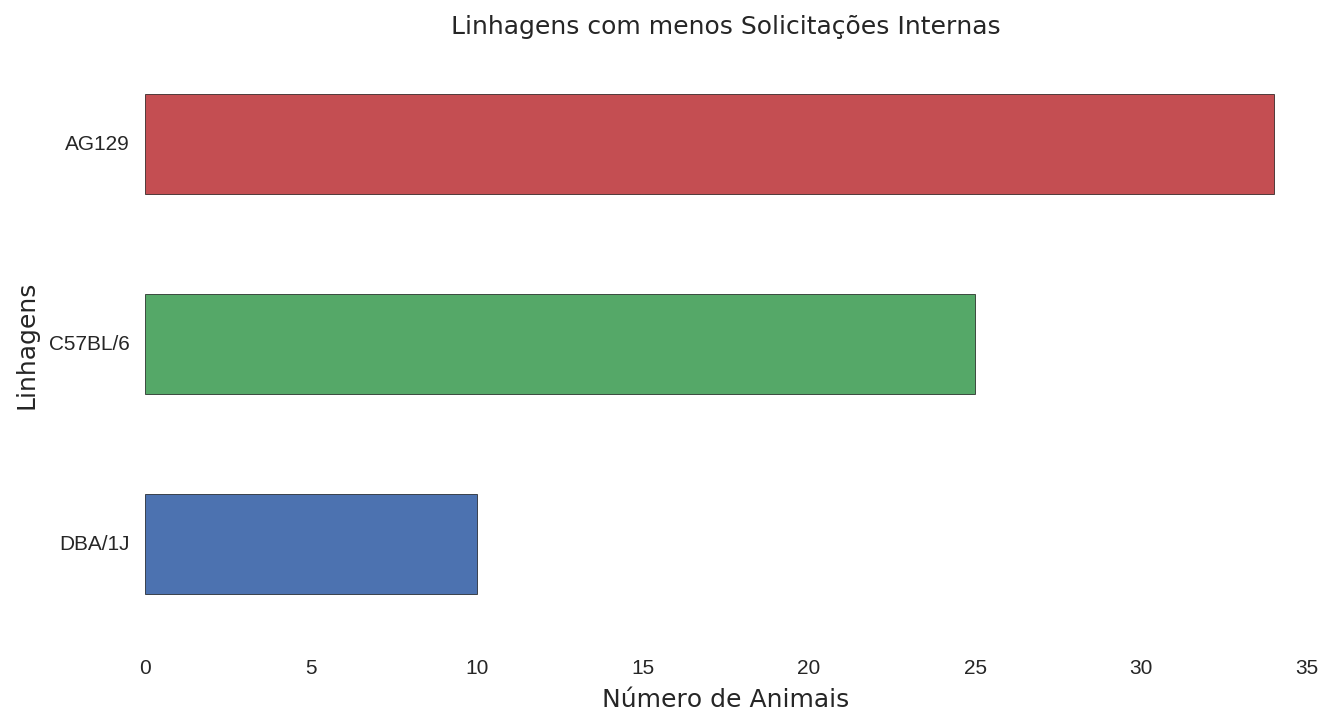 Linhagens com menos Solicitações Internas
AG129
C57BL/6
DBA/1J
Linhagens
0 5 10 15 20 25 30 35
Número de Animais